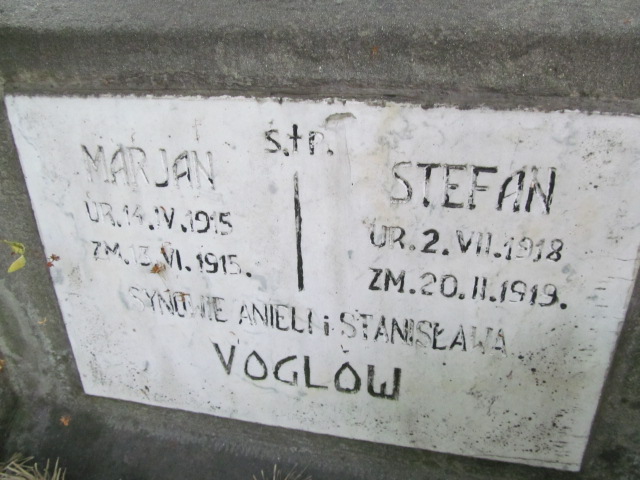 ś.†p.
MARJAN
UR.14.IV.1915
ZM.13.VI.1915.
STEFAN
UR.2.VII.1918
ZM.20.II.1919.
SYNOWIE ANIELI i STANISŁAWA
VOGLÓW